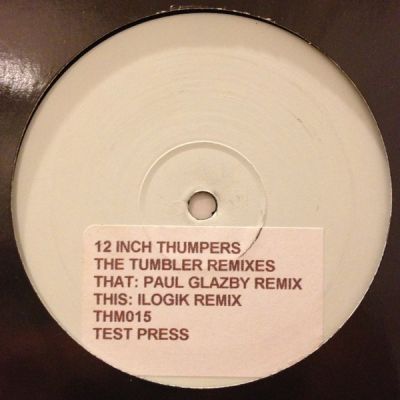 12 INCH THUMPERS
THE TUMBLER REMIXES
THAT: PAUL GLAZBY REMIX
THIS: ILOGIK REMIX
THM015
TEST PRESS